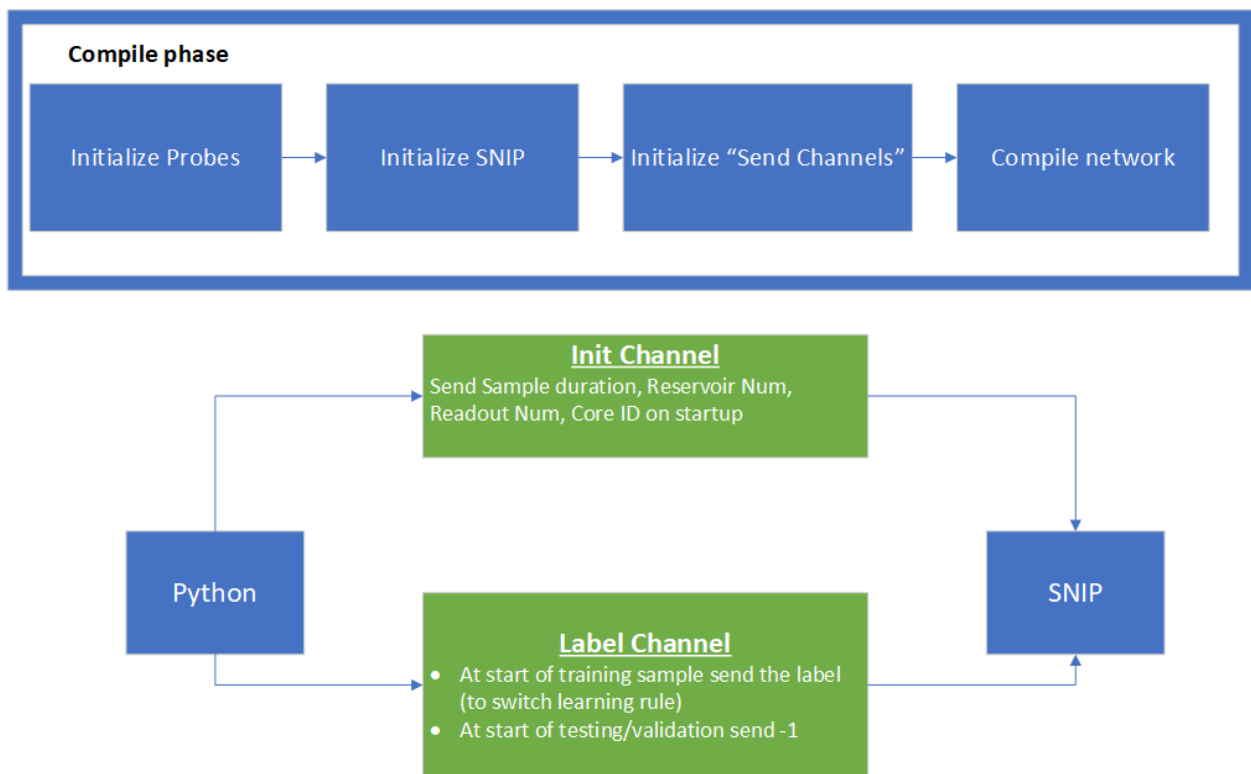 Compile phase
Initialize Probes
Initialize SNIP
Initialize “Send Channels”
Compile network
Init Channel
Send Sample duration, Reservoir Num,
Readout Num, Core ID on startup
Python
SNIP
Label Channel
• At start of training sample send the label
(to switch learning rule)
• At start of testing/validation send -1